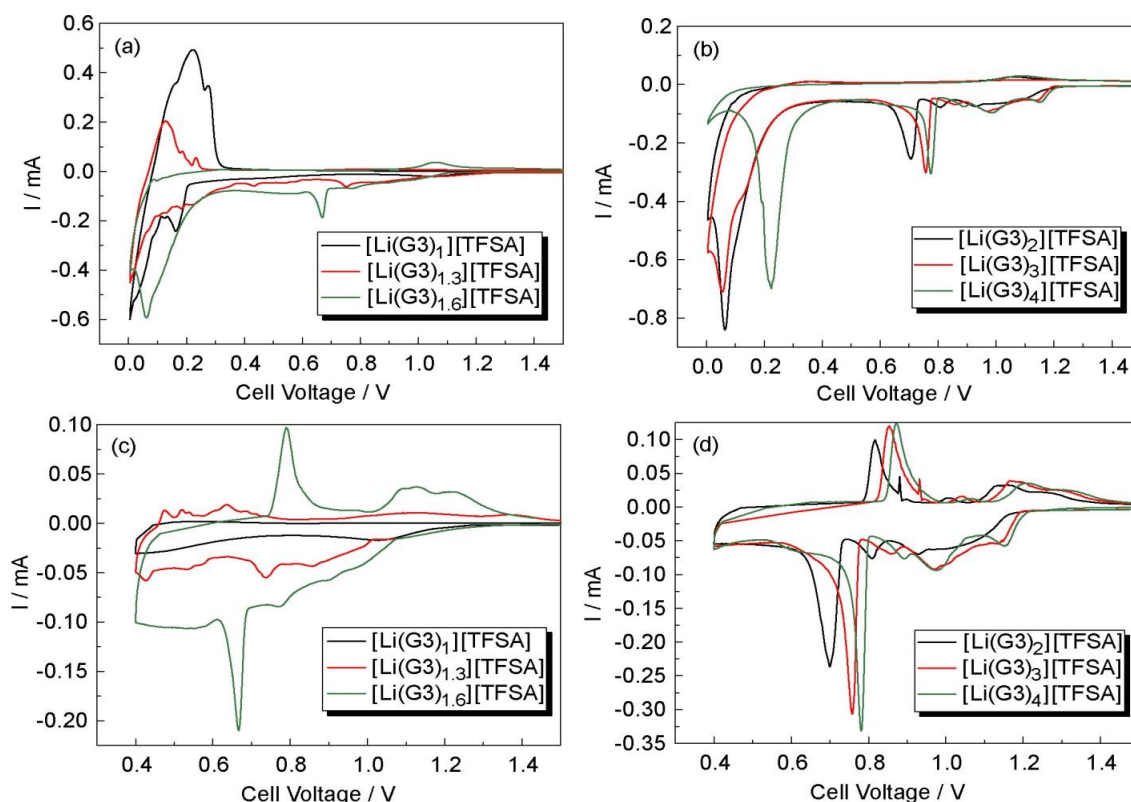 (a)
I / mA
0.6
0.4
0.2
0.0
-0.2
-0.4
-0.6
[Li(G3)1][TFSA]
[Li(G3)1.3][TFSA]
[Li(G3)1.6][TFSA]
0.0 0.2 0.4 0.6 0.8 1.0 1.2 1.4
Cell Voltage / V
(b)
I / mA
0.2
0.0
-0.2
-0.4
-0.6
-0.8
[Li(G3)2][TFSA]
[Li(G3)3][TFSA]
[Li(G3)4][TFSA]
0.0 0.2 0.4 0.6 0.8 1.0 1.2 1.4
Cell Voltage / V
(c)
I / mA
0.10
0.05
0.00
-0.05
-0.10
-0.15
-0.20
[Li(G3)1][TFSA]
[Li(G3)1.3][TFSA]
[Li(G3)1.6][TFSA]
0.4 0.6 0.8 1.0 1.2 1.4
Cell Voltage / V
(d)
I / mA
0.10
0.05
0.00
-0.05
-0.10
-0.15
-0.20
-0.25
-0.30
-0.35
[Li(G3)2][TFSA]
[Li(G3)3][TFSA]
[Li(G3)4][TFSA]
0.4 0.6 0.8 1.0 1.2 1.4
Cell Voltage / V